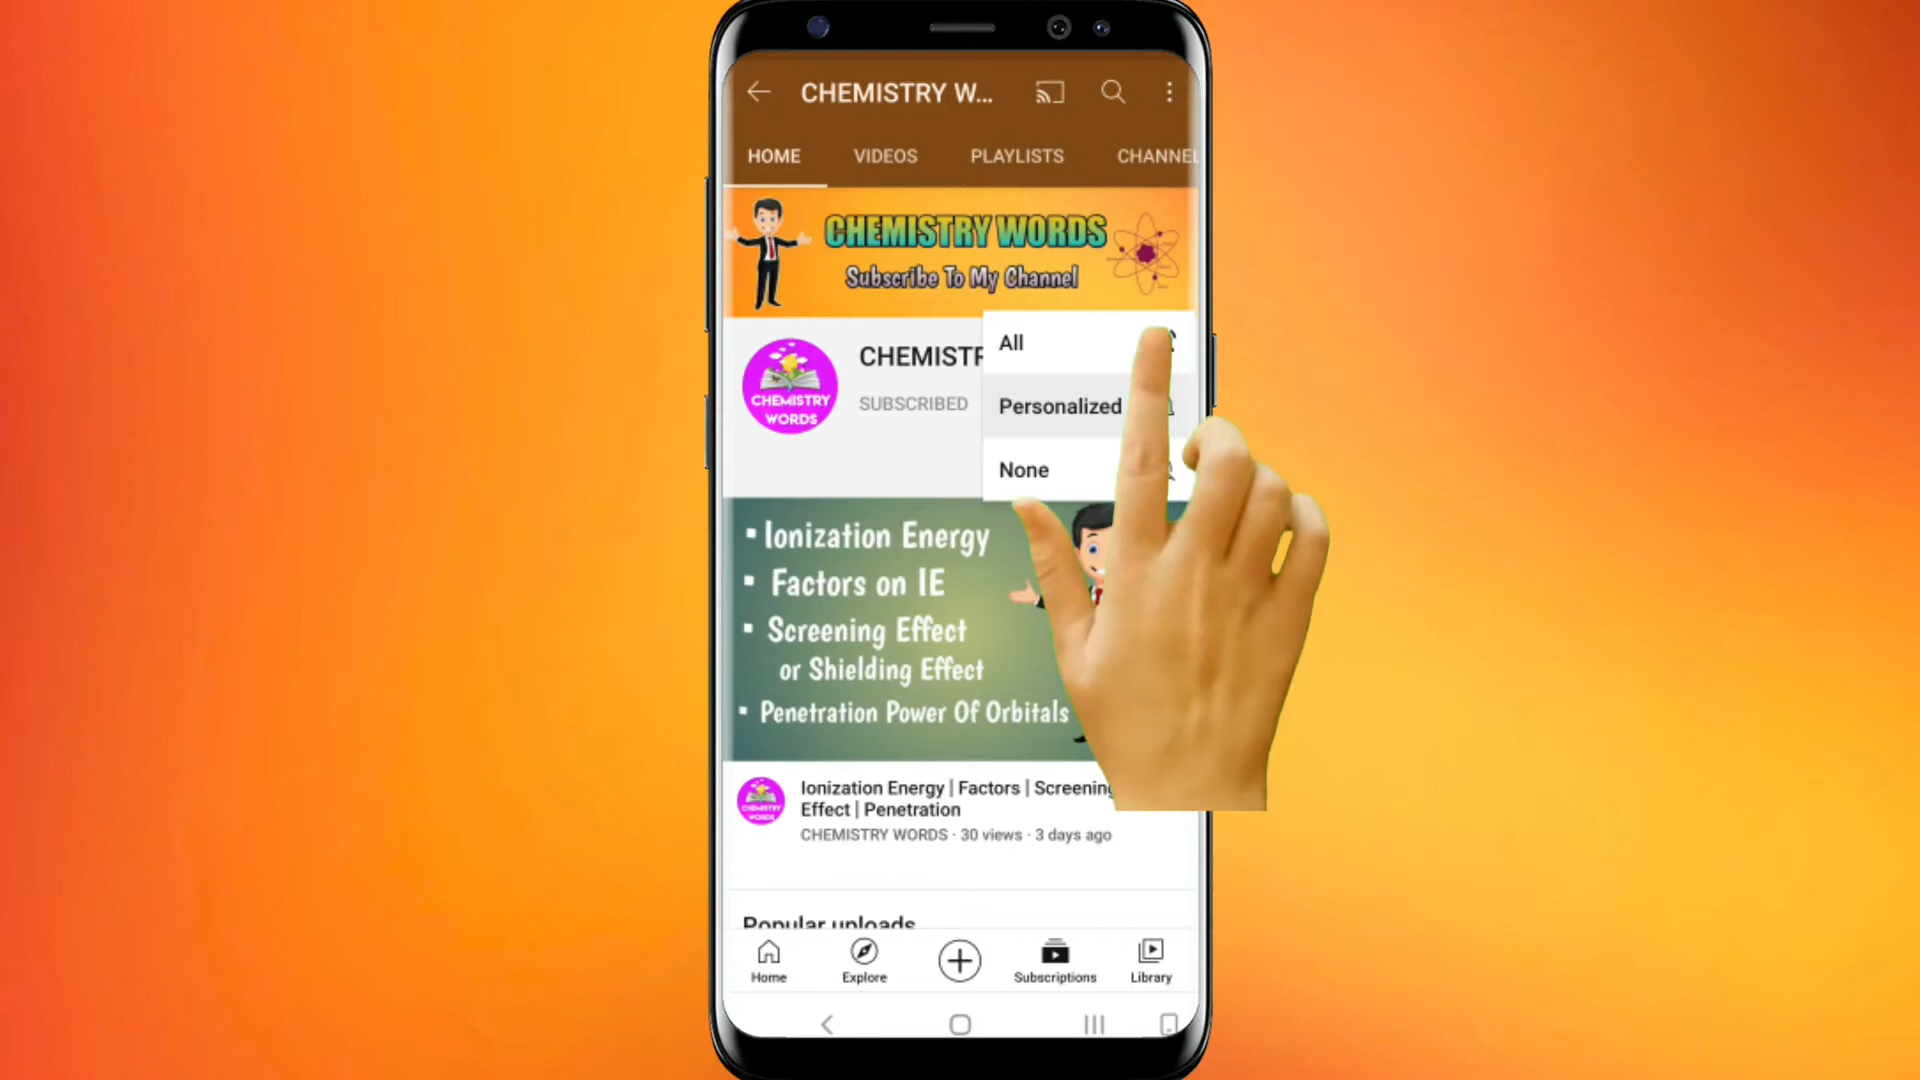 CHEMISTRY W...
HOME VIDEOS PLAYLISTS CHANNEL
CHEMISTRY WORDS
Subscribe To My Channel
CHEMISTRY
WORDS
CHEMISTR
SUBSCRIBED
All
Personalized
None
▪ Ionization Energy
▪ Factors on IE
▪ Screening Effect
or Shielding Effect
▪ Penetration Power Of Orbitals
CHEMISTRY
WORDS
Ionization Energy | Factors | Screening
Effect | Penetration
CHEMISTRY WORDS · 30 views · 3 days ago
Popular uploads
Home Explore Subscriptions Library